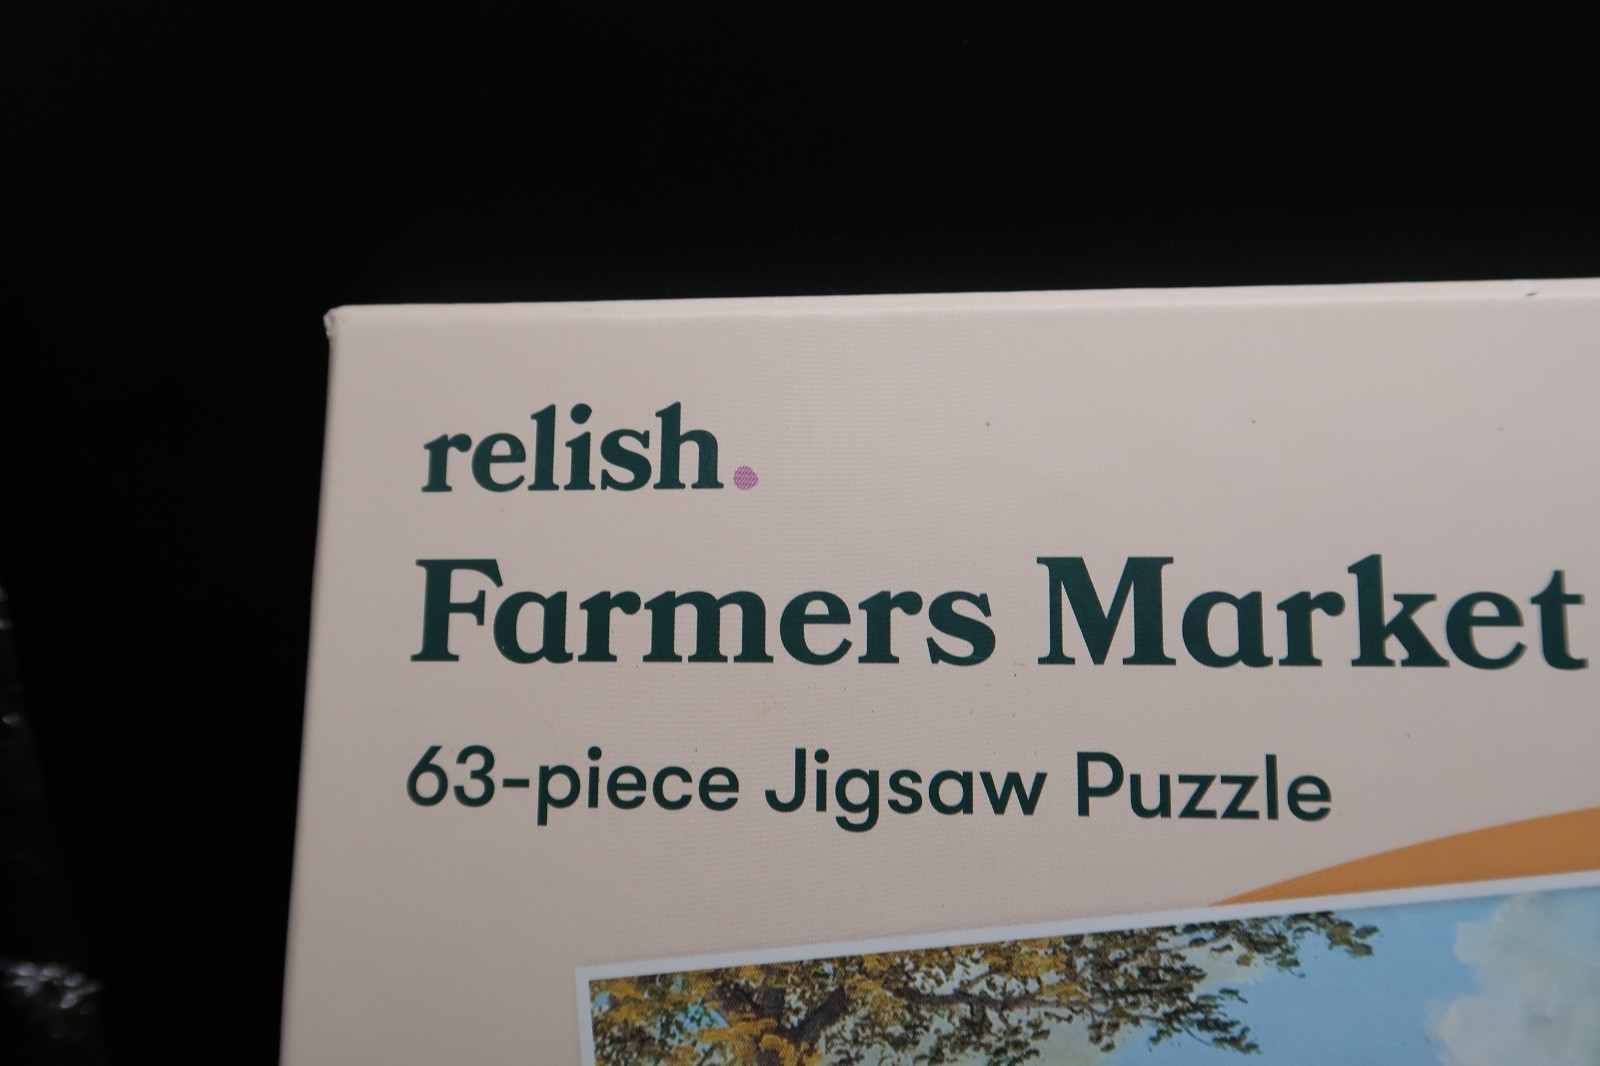 relish.
Farmers Market
63-piece Jigsaw Puzzle